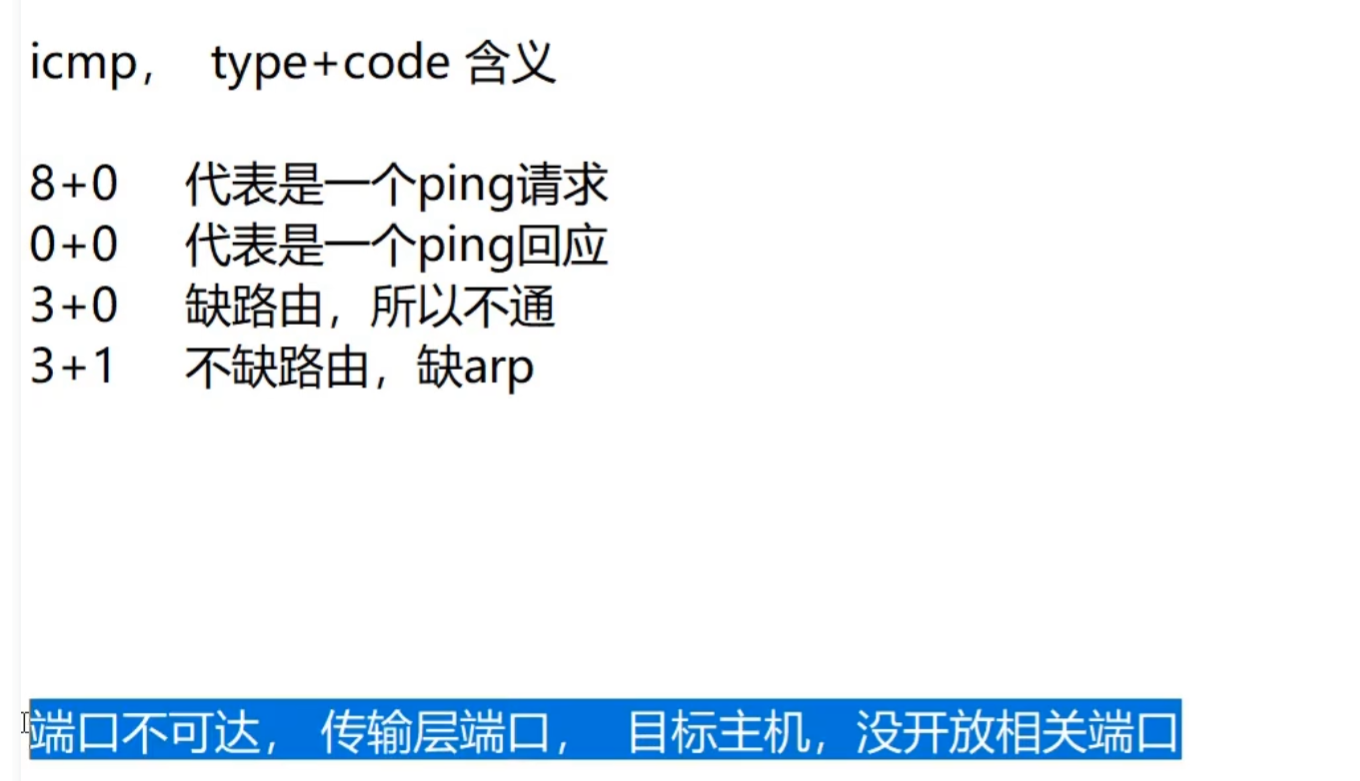 icmp， type+code 含义
8+0 代表是一个ping请求
0+0 代表是一个ping回应
3+0 缺路由，所以不通
3+1 不缺路由，缺arp
端口不可达， 传输层端口， 目标主机，没开放相关端口